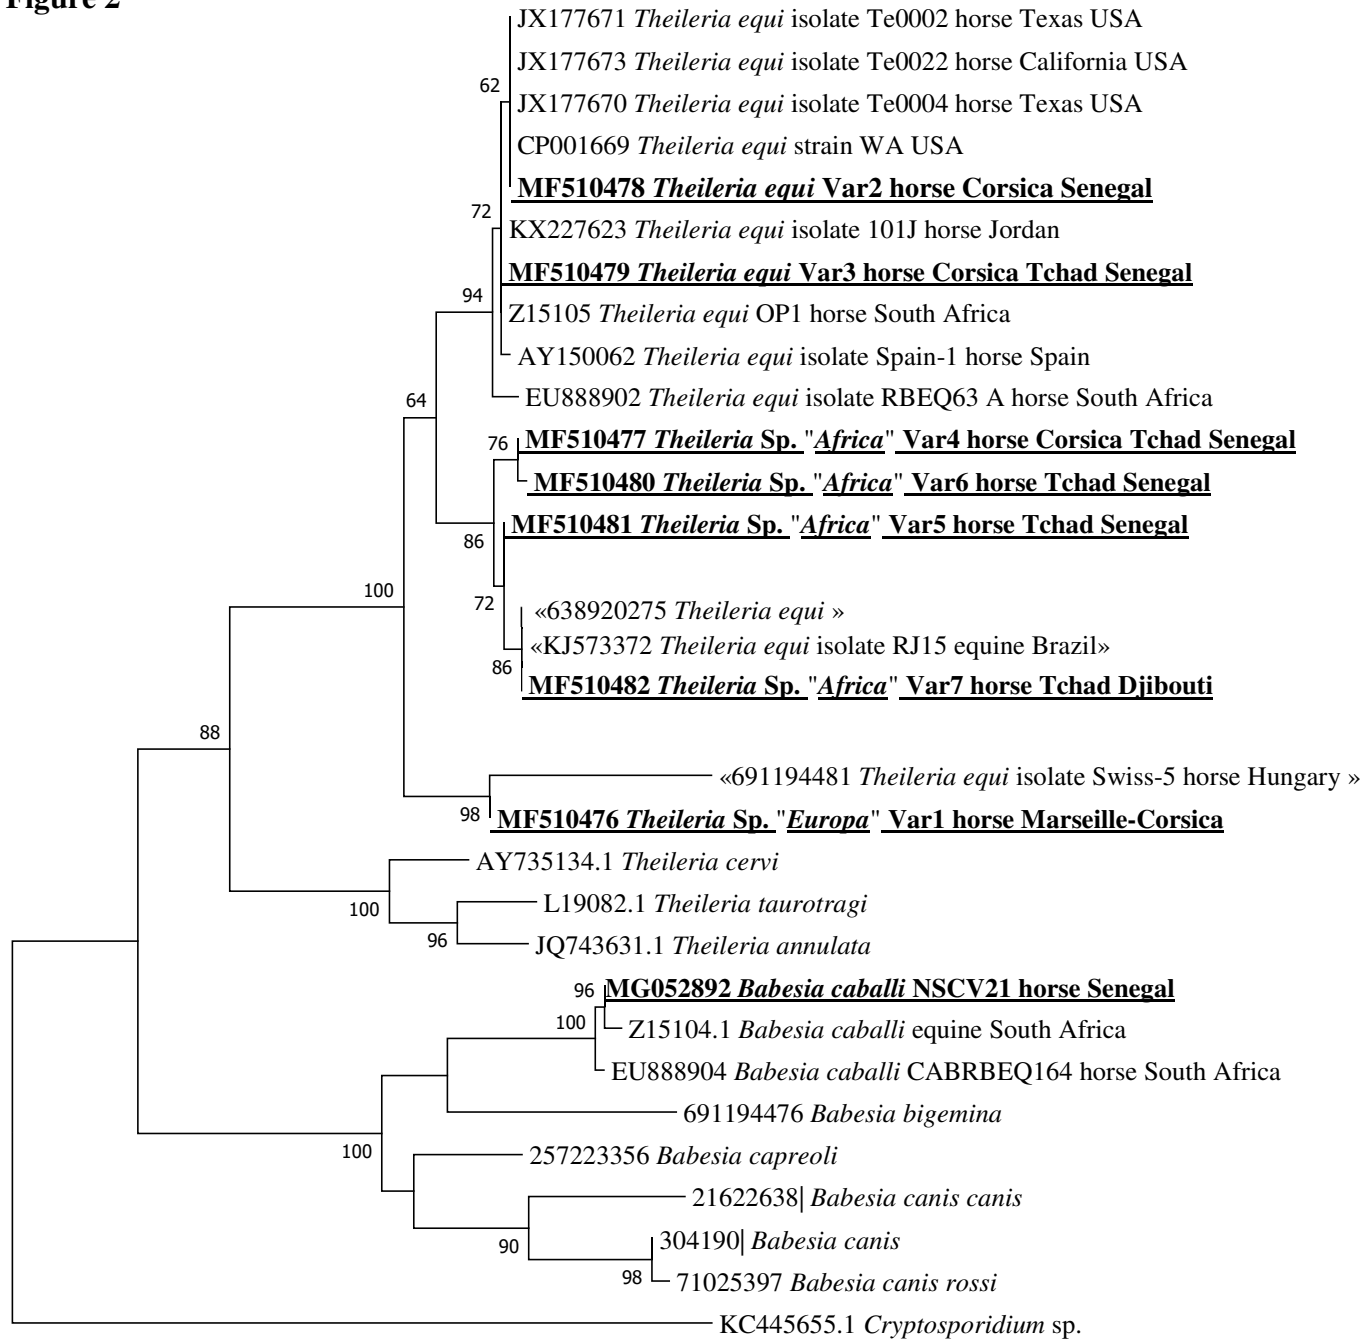 Figure 2
JX177671 Theileria equi isolate Te0002 horse Texas USA
JX177673 Theileria equi isolate Te0022 horse California USA
62
JX177670 Theileria equi isolate Te0004 horse Texas USA
CP001669 Theileria equi strain WA USA
MF510478 Theileria equi Var2 horse Corsica Senegal
72
KX227623 Theileria equi isolate 101J horse Jordan
MF510479 Theileria equi Var3 horse Corsica Tchad Senegal
94
Z15105 Theileria equi OP1 horse South Africa
AY150062 Theileria equi isolate Spain-1 horse Spain
EU888902 Theileria equi isolate RBEQ63 A horse South Africa
64
76
MF510477 Theileria Sp. "Africa" Var4 horse Corsica Tchad Senegal
MF510480 Theileria Sp. "Africa" Var6 horse Tchad Senegal
MF510481 Theileria Sp. "Africa" Var5 horse Tchad Senegal
86
100
72
«638920275 Theileria equi »
«KJ573372 Theileria equi isolate RJ15 equine Brazil»
86
MF510482 Theileria Sp. "Africa" Var7 horse Tchad Djibouti
88
«691194481 Theileria equi isolate Swiss-5 horse Hungary »
98
MF510476 Theileria Sp. "Europa" Var1 horse Marseille-Corsica
AY735134.1 Theileria cervi
100
L19082.1 Theileria taurotragi
96
JQ743631.1 Theileria annulata
96
MG052892 Babesia caballi NSCV21 horse Senegal
100
Z15104.1 Babesia caballi equine South Africa
EU888904 Babesia caballi CABRBEQ164 horse South Africa
691194476 Babesia bigemina
100
257223356 Babesia capreoli
21622638| Babesia canis canis
90
304190| Babesia canis
98
71025397 Babesia canis rossi
KC445655.1 Cryptosporidium sp.